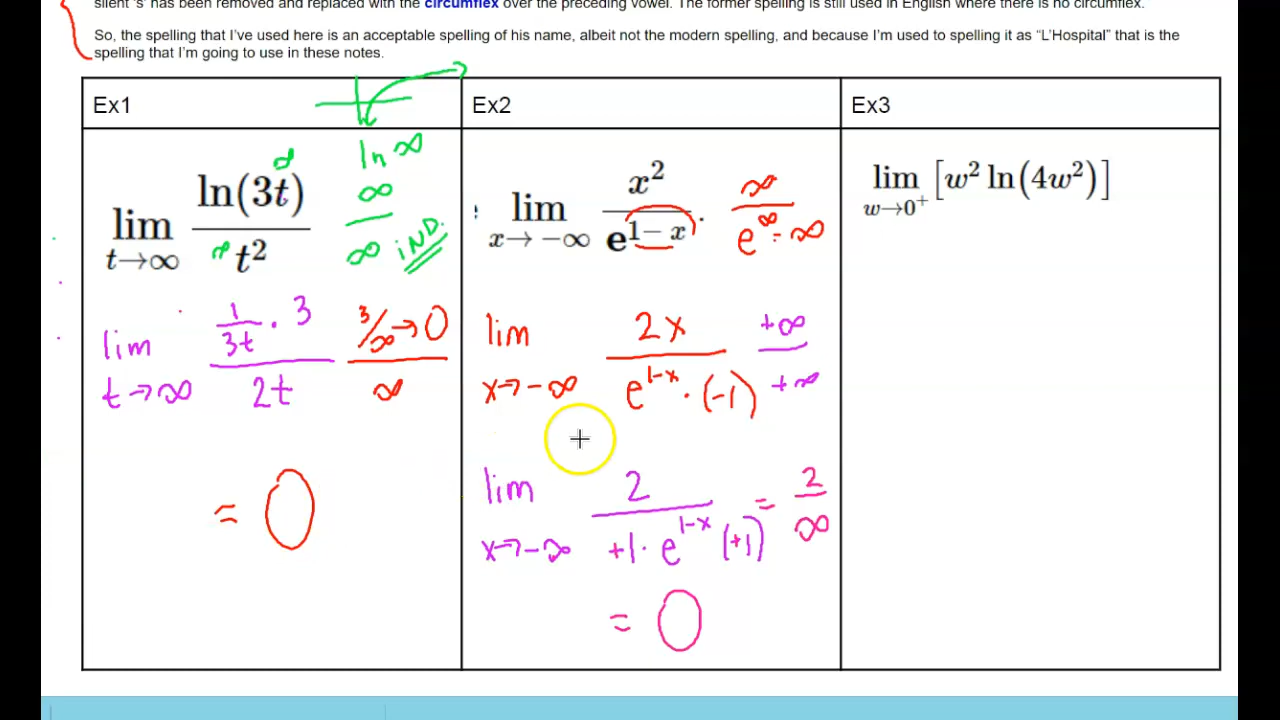 silent 's' has been removed and replaced with the circumflex over the preceding vowel. The former spelling is still used in English where there is no circumflex.
So, the spelling that I've used here is an acceptable spelling of his name, albeit not the modern spelling, and because I'm used to spelling it as "L'Hospital" that is the
spelling that I'm going to use in these notes.
Ex1
lim t→∞ ln(3t) / t²
ln ∞
∞ / ∞ IND.
lim t→∞ (1/3t · 3) / 2t
3/∞ → 0 / ∞
= 0
Ex2
lim x→ -∞ x² / e^(1-x) .
∞ / e^∞ = ∞
lim x→ -∞ 2x / e^(1-x) · (-1)
+∞ / +∞
lim x→ -∞ 2 / +1 · e^(1-x) (+1) = 2 / ∞
= 0
Ex3
lim w→0⁺ [w² ln(4w²)]